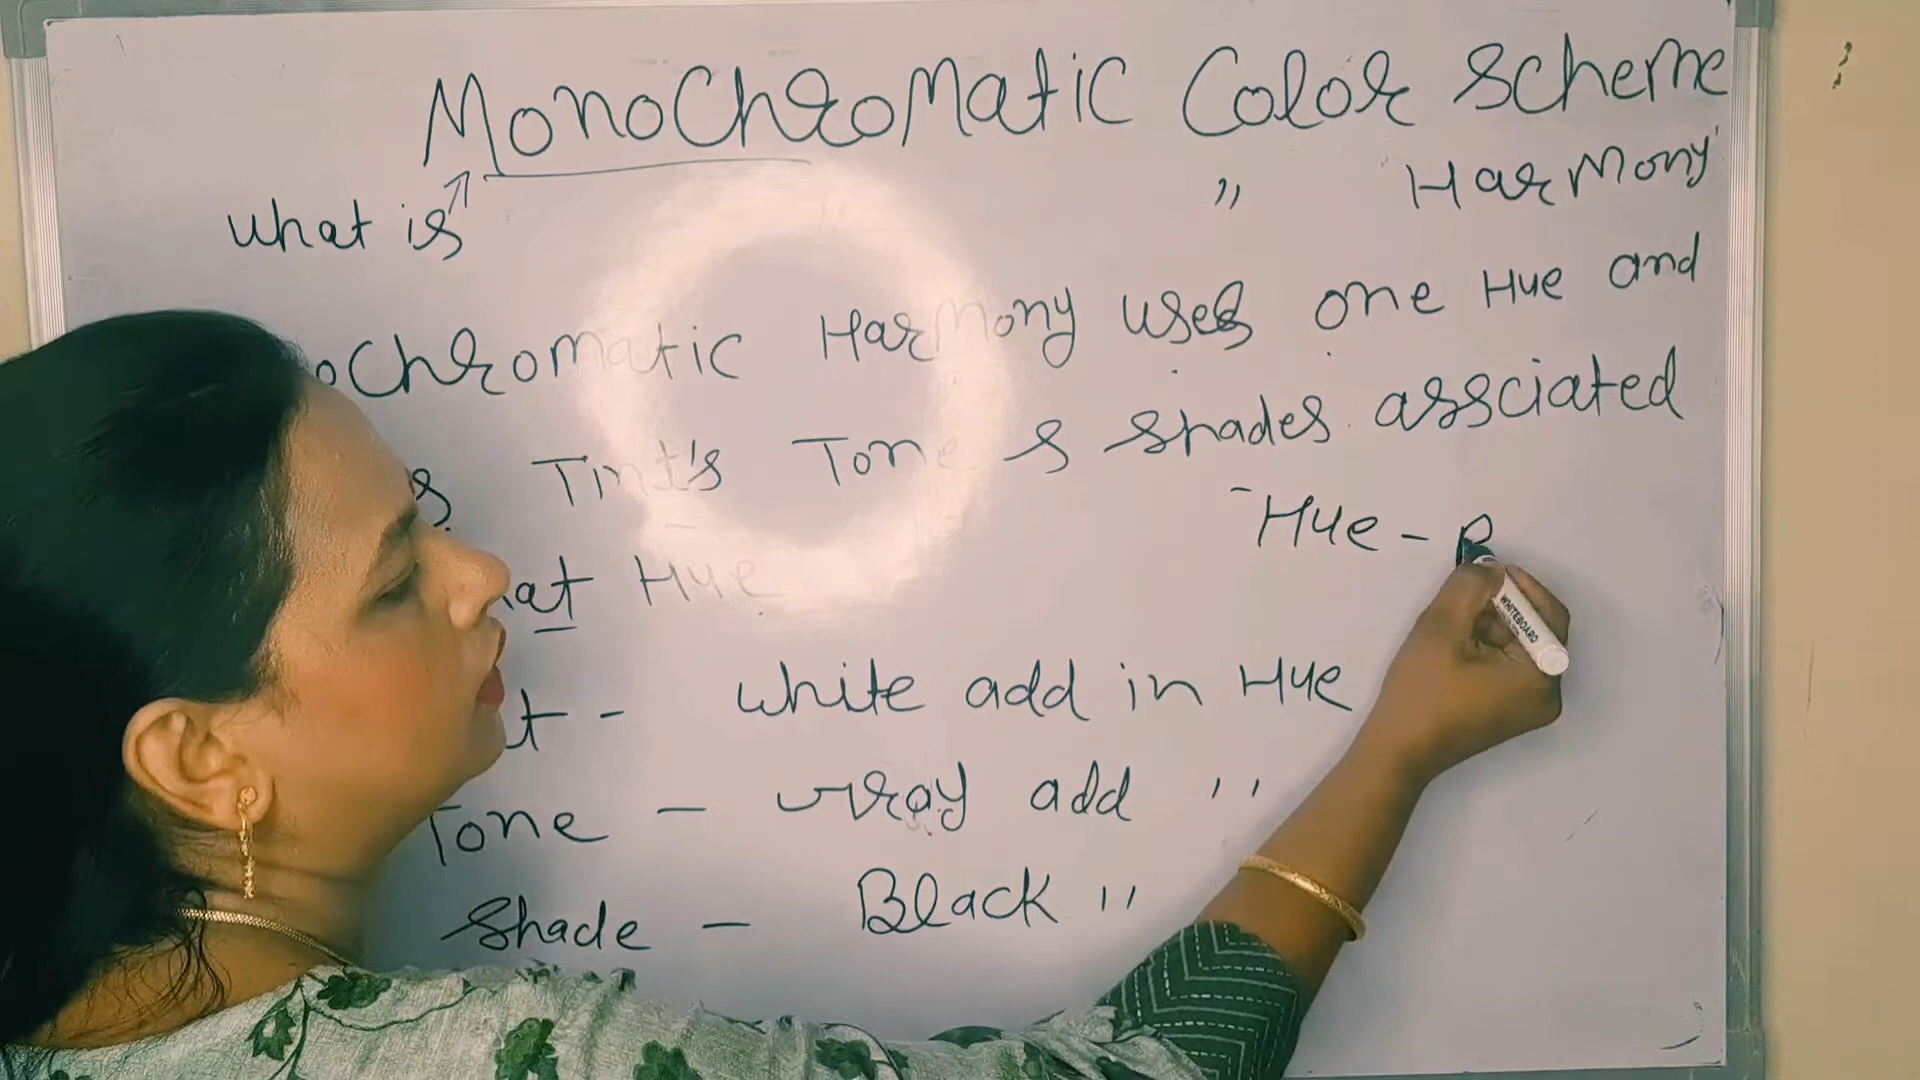 MonoChroMatic Color Scheme
What is
" HarMony
oChromatic HarMony uses one Hue and
s Tint's Tone & shades assciated
at Hue
Hue -
t - white add in Hue
Tone - add "
Shade - Black "
WHITEBOARD